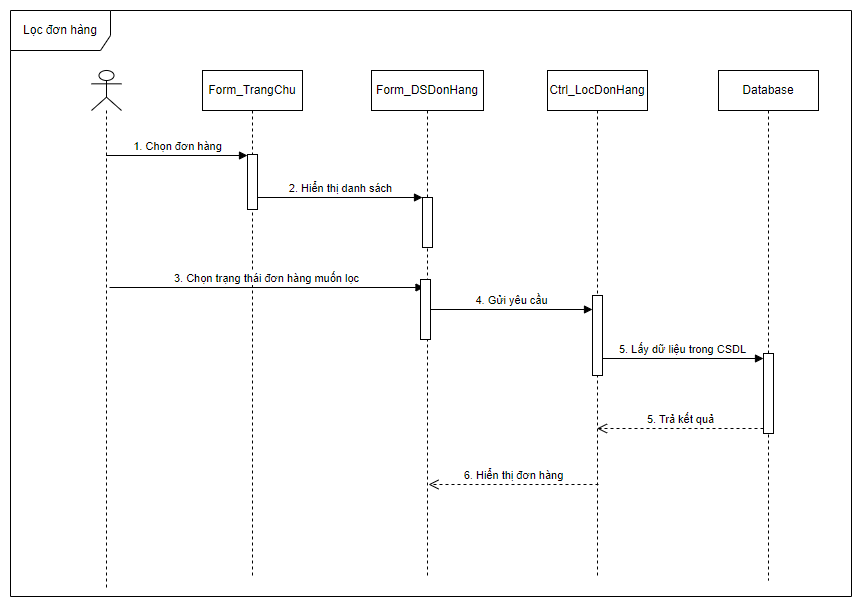 Lọc đơn hàng
Form_TrangChu
Form_DSDonHang
Ctrl_LocDonHang
Database
1. Chọn đơn hàng
2. Hiển thị danh sách
3. Chọn trạng thái đơn hàng muốn lọc
4. Gửi yêu cầu
5. Lấy dữ liệu trong CSDL
5. Trả kết quả
6. Hiển thị đơn hàng